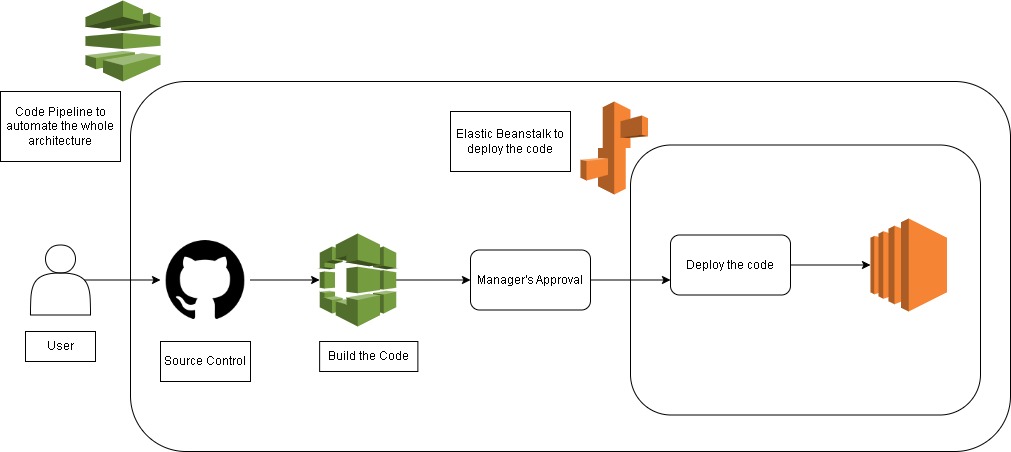 Code Pipeline to
automate the whole
architecture
Elastic Beanstalk to
deploy the code
User
Source Control
Build the Code
Manager's Approval
Deploy the code